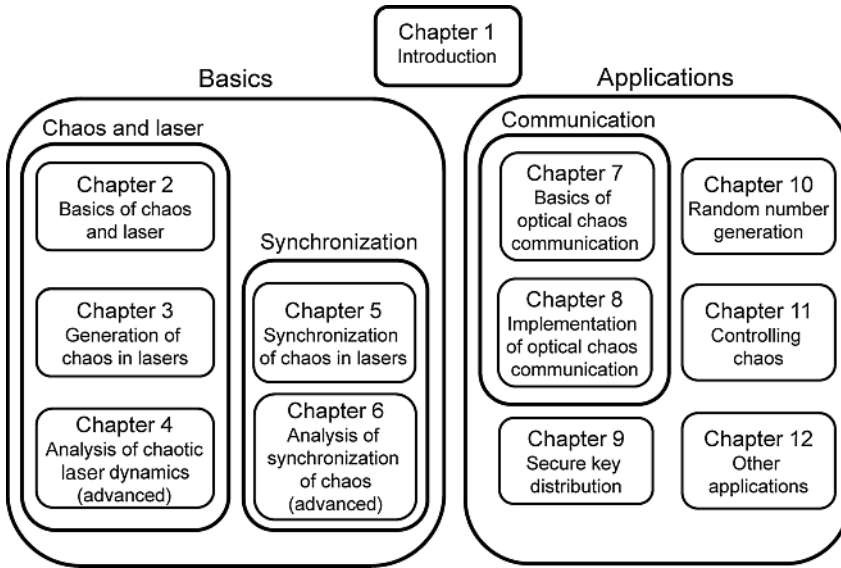 Chapter 1
Introduction
Basics
Chaos and laser
Chapter 2
Basics of chaos
and laser
Chapter 3
Generation of
chaos in lasers
Chapter 4
Analysis of chaotic
laser dynamics
(advanced)
Synchronization
Chapter 5
Synchronization
of chaos in lasers
Chapter 6
Analysis of
synchronization
of chaos
(advanced)
Applications
Communication
Chapter 7
Basics of
optical chaos
communication
Chapter 8
Implementation
of optical chaos
communication
Chapter 9
Secure key
distribution
Chapter 10
Random number
generation
Chapter 11
Controlling
chaos
Chapter 12
Other
applications